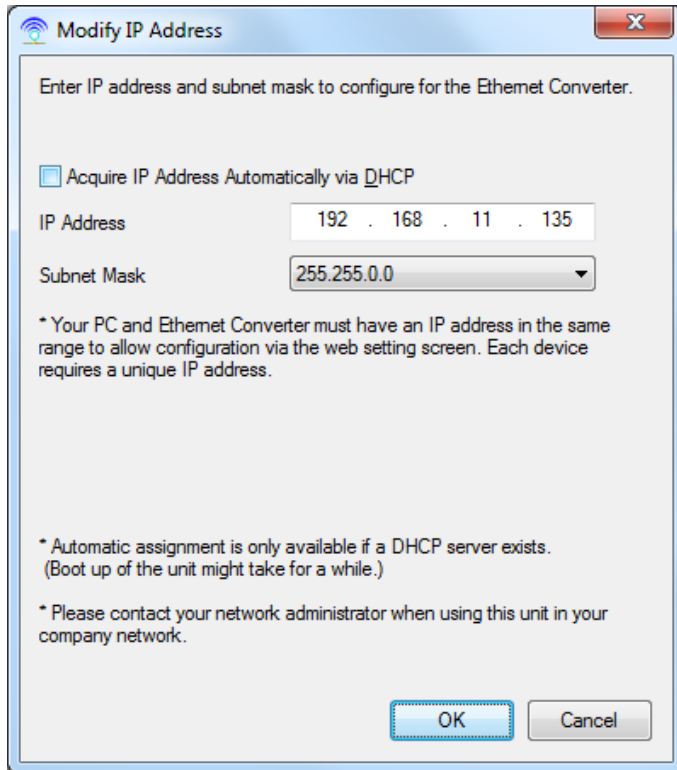 Modify IP Address
Enter IP address and subnet mask to configure for the Ethernet Converter.
Acquire IP Address Automatically via DHCP
IP Address 192 . 168 . 11 . 135
Subnet Mask 255.255.0.0
* Your PC and Ethernet Converter must have an IP address in the same
range to allow configuration via the web setting screen. Each device
requires a unique IP address.
* Automatic assignment is only available if a DHCP server exists.
(Boot up of the unit might take for a while.)
* Please contact your network administrator when using this unit in your
company network.
OK Cancel